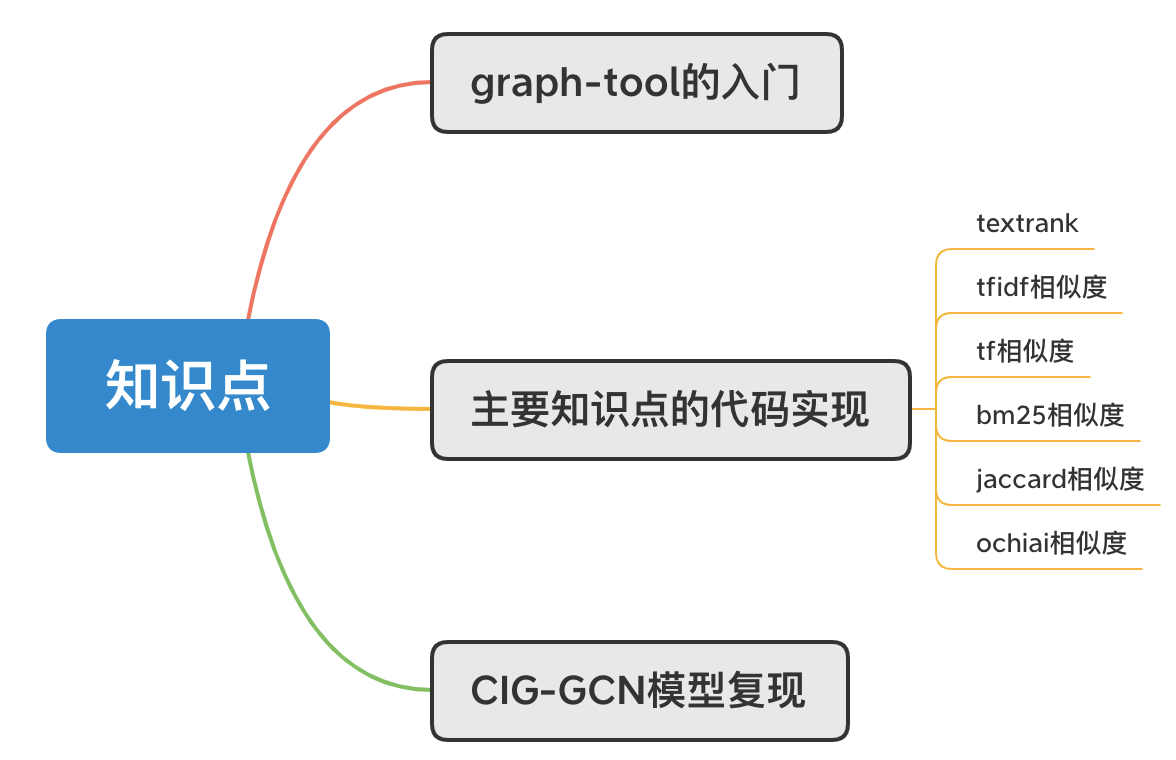 知识点
graph-tool的入门
主要知识点的代码实现
textrank
tfidf相似度
tf相似度
bm25相似度
jaccard相似度
ochiai相似度
CIG-GCN模型复现